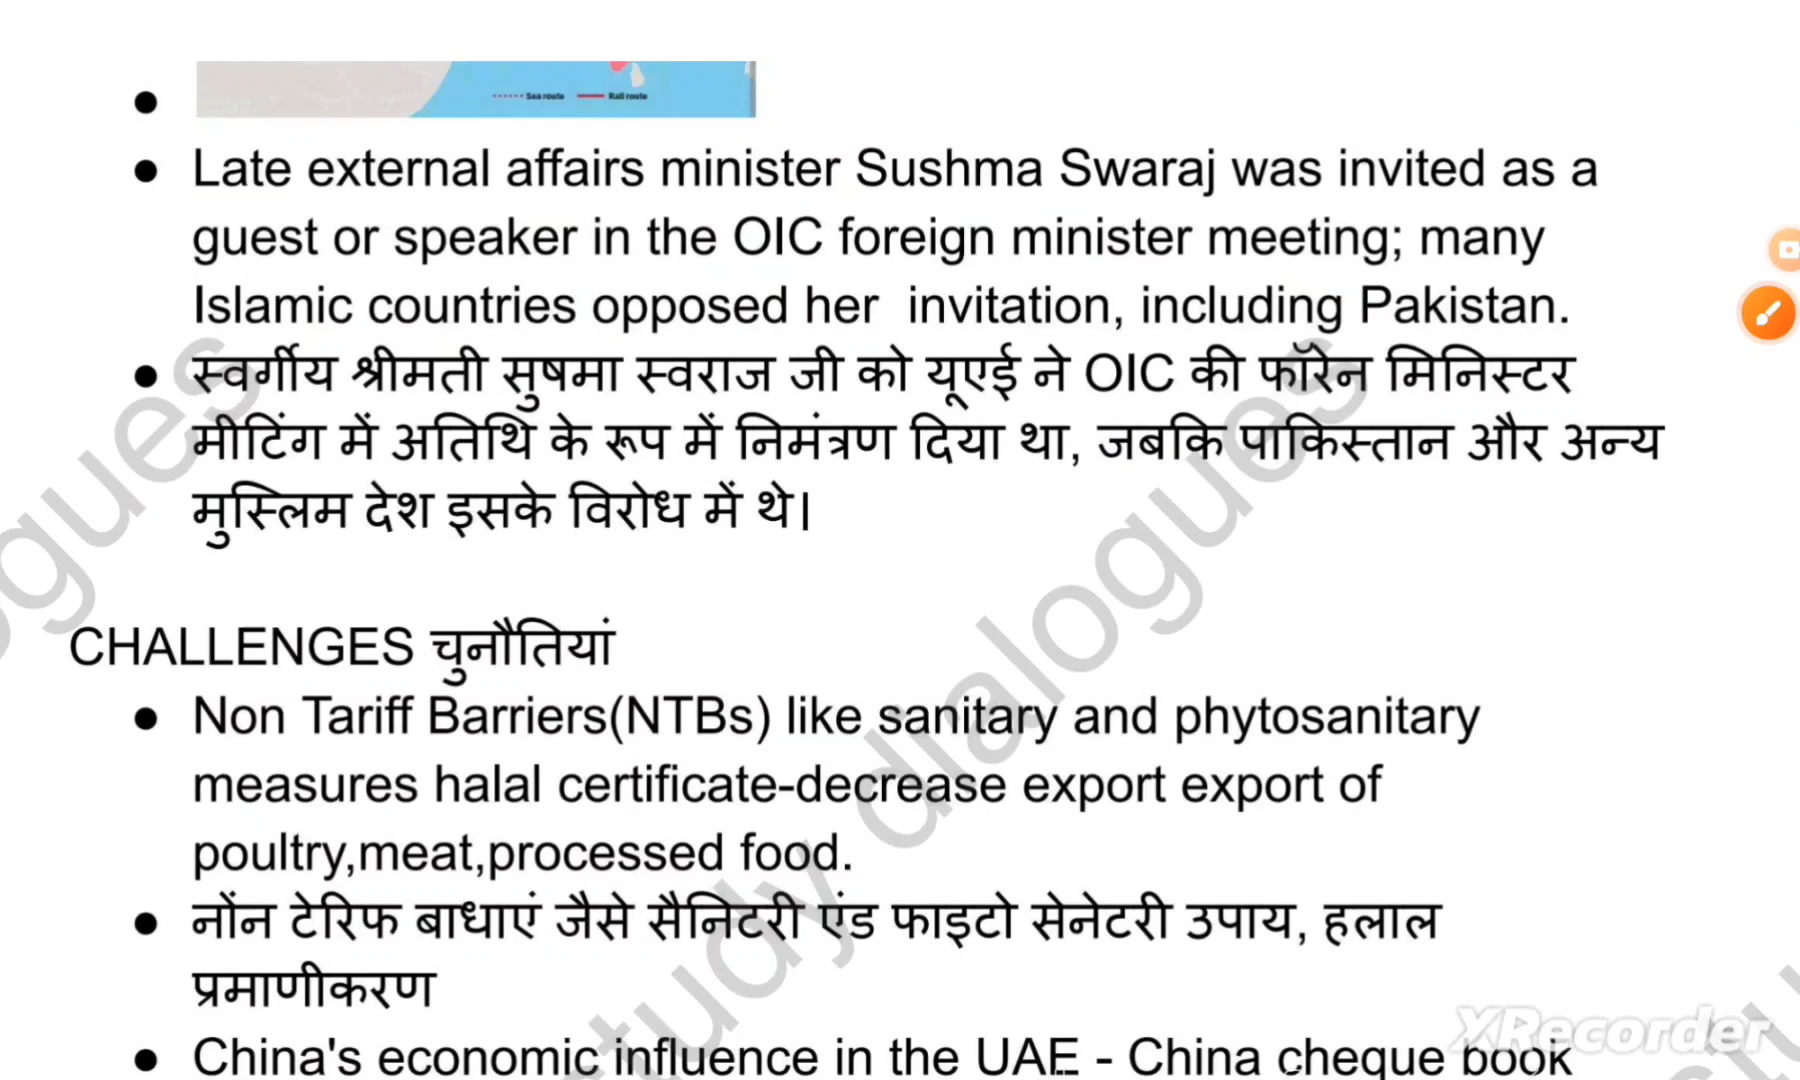 Sea route Rail route
Late external affairs minister Sushma Swaraj was invited as a
guest or speaker in the OIC foreign minister meeting; many
Islamic countries opposed her invitation, including Pakistan.
स्वर्गीय श्रीमती सुषमा स्वराज जी को यूएई ने OIC की फॉरेन मिनिस्टर
मीटिंग में अतिथि के रूप में निमंत्रण दिया था, जबकि पाकिस्तान और अन्य
मुस्लिम देश इसके विरोध में थे।
CHALLENGES चुनौतियां
Non Tariff Barriers(NTBs) like sanitary and phytosanitary
measures halal certificate-decrease export export of
poultry,meat,processed food.
नोंन टेरिफ बाधाएं जैसे सैनिटरी एंड फाइटो सेनेटरी उपाय, हलाल
प्रमाणीकरण
China's economic influence in the UAE - China cheque book
study dialogues
ogues
XRecorder